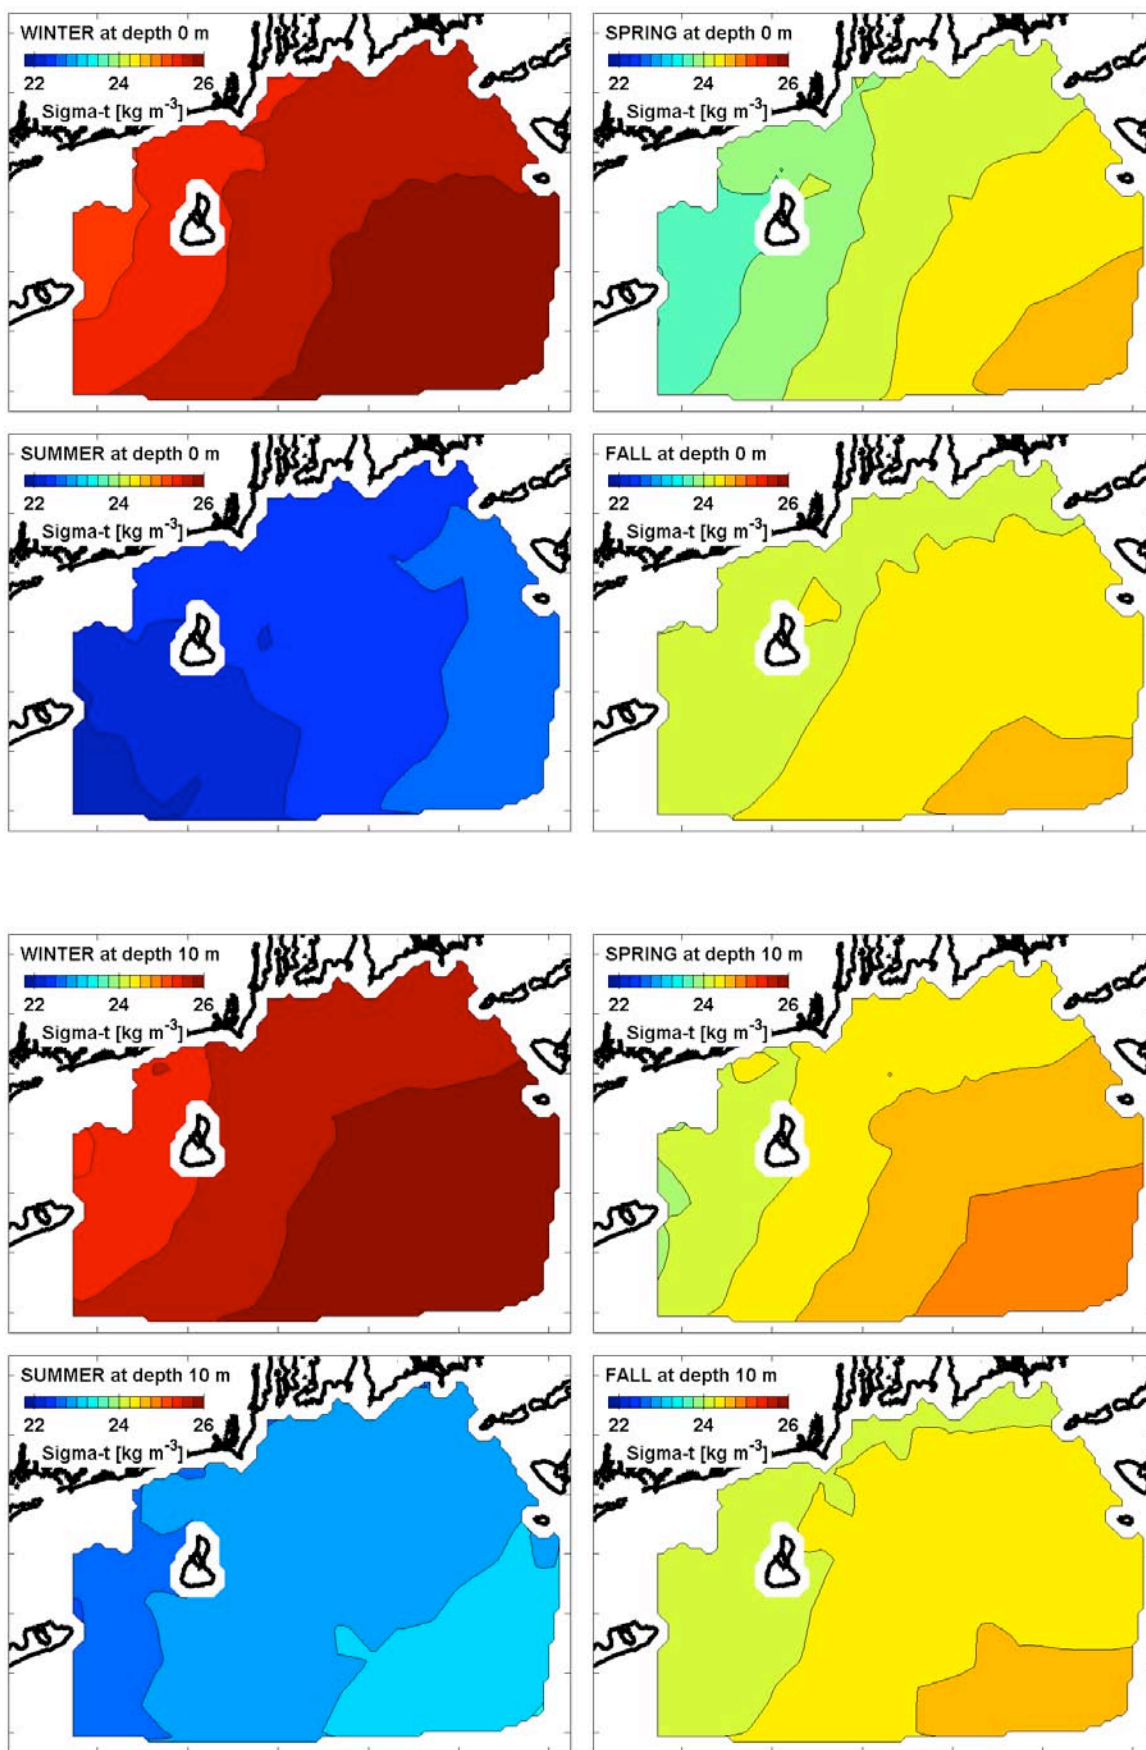 WINTER at depth 0 m
22 24 26
Sigma-t [kg m⁻³]
SPRING at depth 0 m
22 24 26
Sigma-t [kg m⁻³]
SUMMER at depth 0 m
22 24 26
Sigma-t [kg m⁻³]
FALL at depth 0 m
22 24 26
Sigma-t [kg m⁻³]
WINTER at depth 10 m
22 24 26
Sigma-t [kg m⁻³]
SPRING at depth 10 m
22 24 26
Sigma-t [kg m⁻³]
SUMMER at depth 10 m
22 24 26
Sigma-t [kg m⁻³]
FALL at depth 10 m
22 24 26
Sigma-t [kg m⁻³]